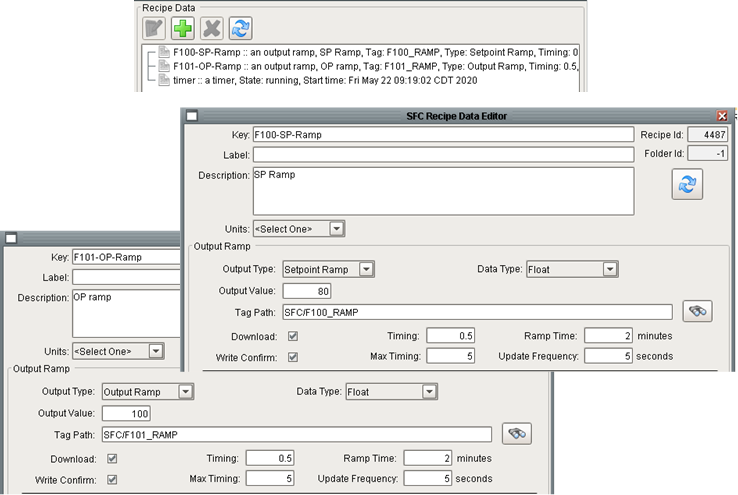 Recipe Data
F100-SP-Ramp :: an output ramp, SP Ramp, Tag: F100_RAMP, Type: Setpoint Ramp, Timing: 0
F101-OP-Ramp :: an output ramp, OP ramp, Tag: F101_RAMP, Type: Output Ramp, Timing: 0.5,
timer :: a timer, State: running, Start time: Fri May 22 09:19:02 CDT 2020
SFC Recipe Data Editor
Key: F100-SP-Ramp Recipe Id: 4487
Label: Folder Id: -1
Description: SP Ramp
Units: <Select One>
Output Ramp
Output Type: Setpoint Ramp Data Type: Float
Output Value: 80
Tag Path: SFC/F100_RAMP
Download: Timing: 0.5 Ramp Time: 2 minutes
Write Confirm: Max Timing: 5 Update Frequency: 5 seconds
Key: F101-OP-Ramp
Label:
Description: OP ramp
Units: <Select One>
Output Ramp
Output Type: Output Ramp Data Type: Float
Output Value: 100
Tag Path: SFC/F101_RAMP
Download: Timing: 0.5 Ramp Time: 2 minutes
Write Confirm: Max Timing: 5 Update Frequency: 5 seconds